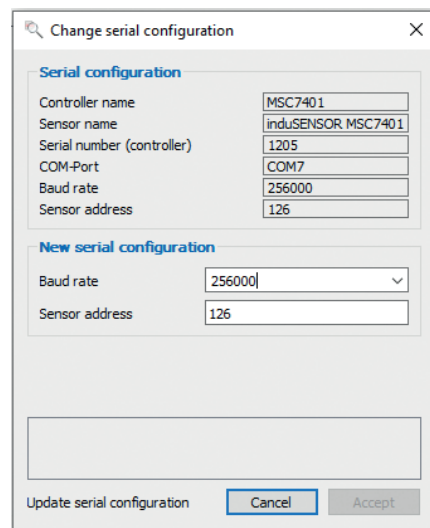 Change serial configuration
Serial configuration
Controller name MSC7401
Sensor name induSENSOR MSC7401
Serial number (controller) 1205
COM-Port COM7
Baud rate 256000
Sensor address 126
New serial configuration
Baud rate 256000
Sensor address 126
Update serial configuration Cancel Accept